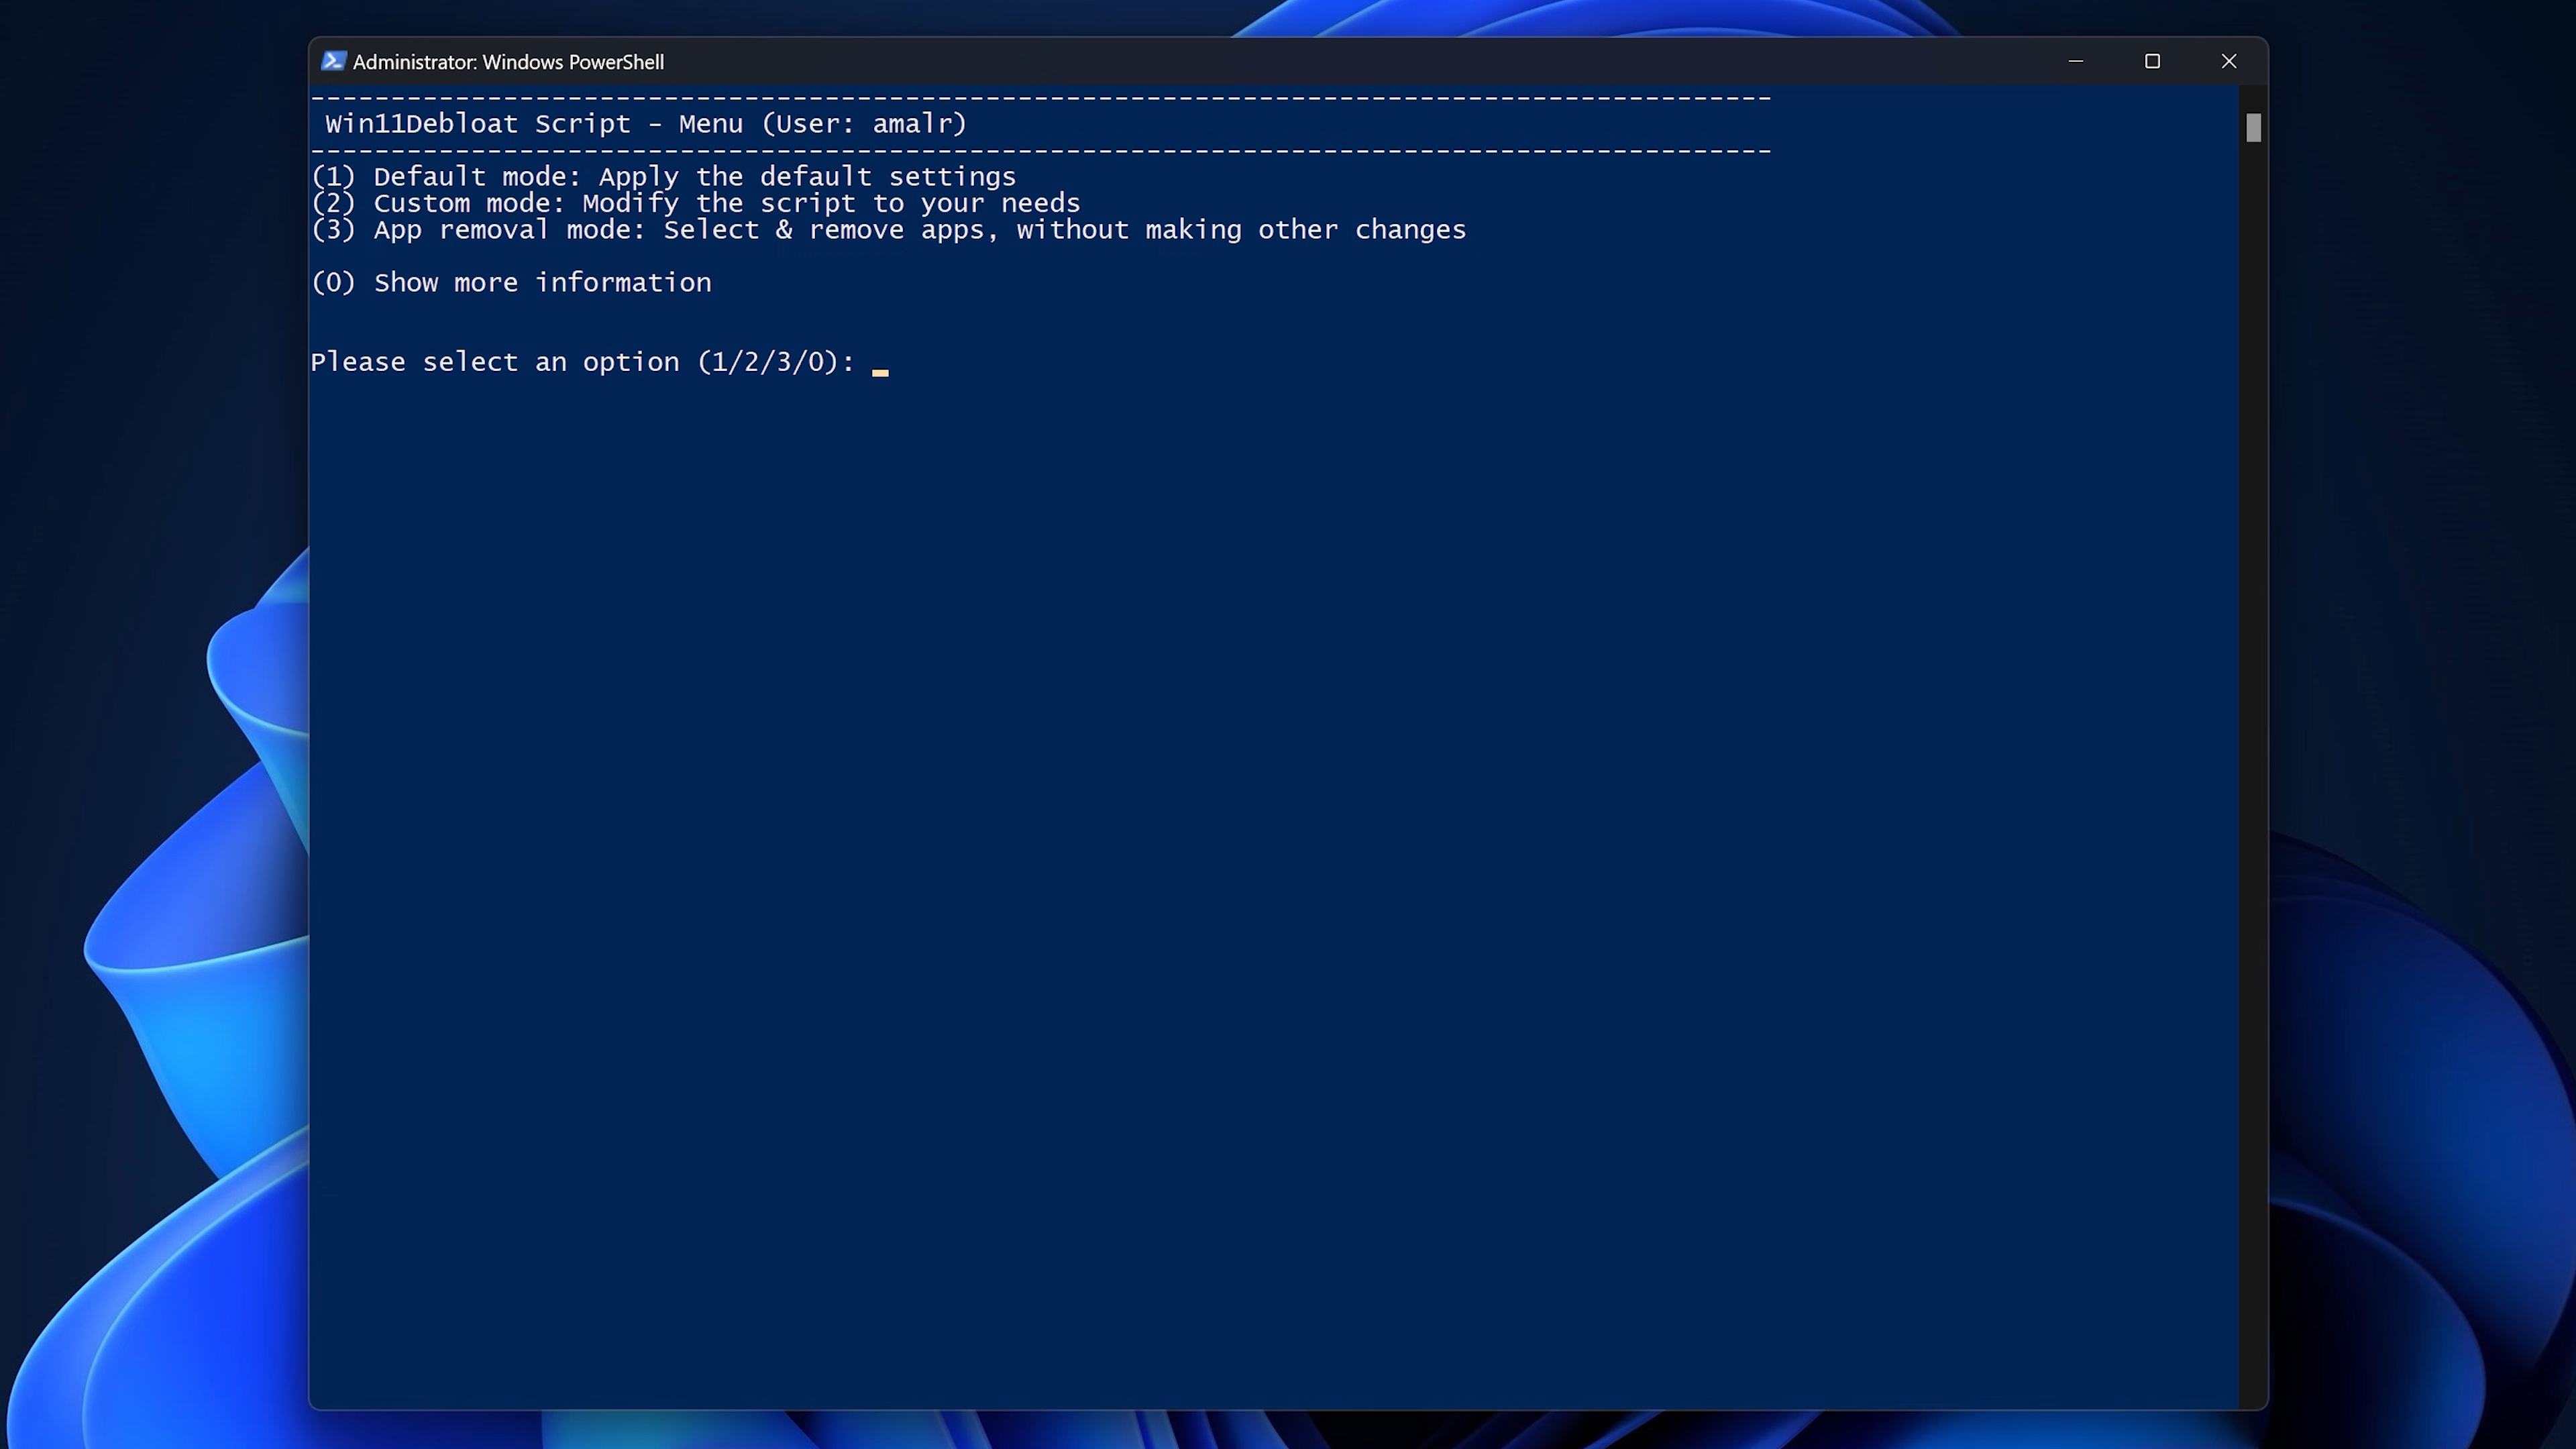 Administrator: Windows PowerShell
-------------------------------------------------------------------------------------------
Win11Debloat Script - Menu (User: amalr)
-------------------------------------------------------------------------------------------
(1) Default mode: Apply the default settings
(2) Custom mode: Modify the script to your needs
(3) App removal mode: Select & remove apps, without making other changes
(0) Show more information
Please select an option (1/2/3/0): _